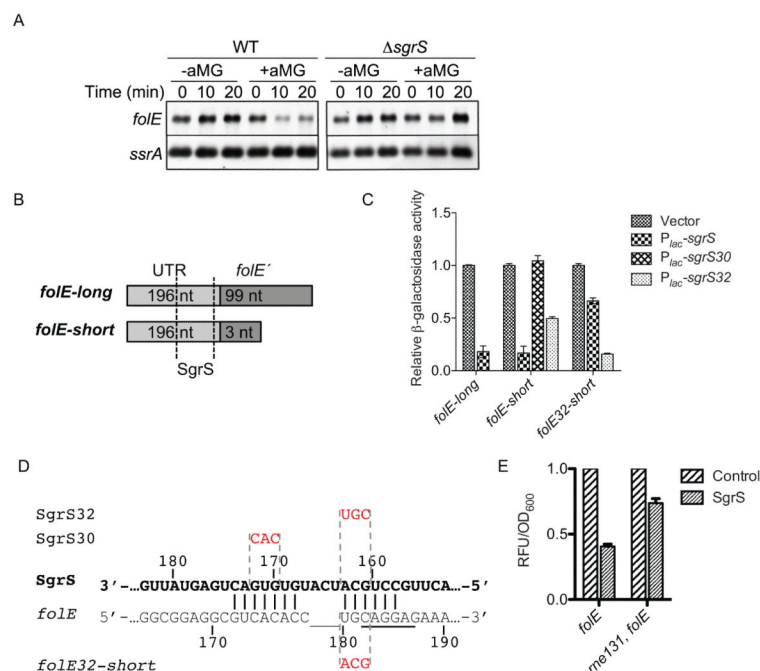 A
WT ΔsgrS
-aMG +aMG -aMG +aMG
Time (min) 0 10 20 0 10 20 0 10 20 0 10 20
folE
ssrA
B
UTR folE´
folE-long 196 nt 99 nt
folE-short 196 nt 3 nt
SgrS
C
Relative β-galactosidase activity
1.5
1.0
0.5
0.0
folE-long folE-short folE32-short
Vector
Plac-sgrS
Plac-sgrS30
Plac-sgrS32
D
SgrS32 UGC
SgrS30 CAC
180 170 160
SgrS 3’-…GUUAUGAGUCAGUGUGUACUACGUCCGUUCA…-5’
folE 5’-…GGCGGAGGCGUCACACC UGCAGGAGAAA…-3’
170 180 190
folE32-short ACG
E
RFU/OD600
1.0
0.5
0.0
folE rne131, folE
Control
SgrS